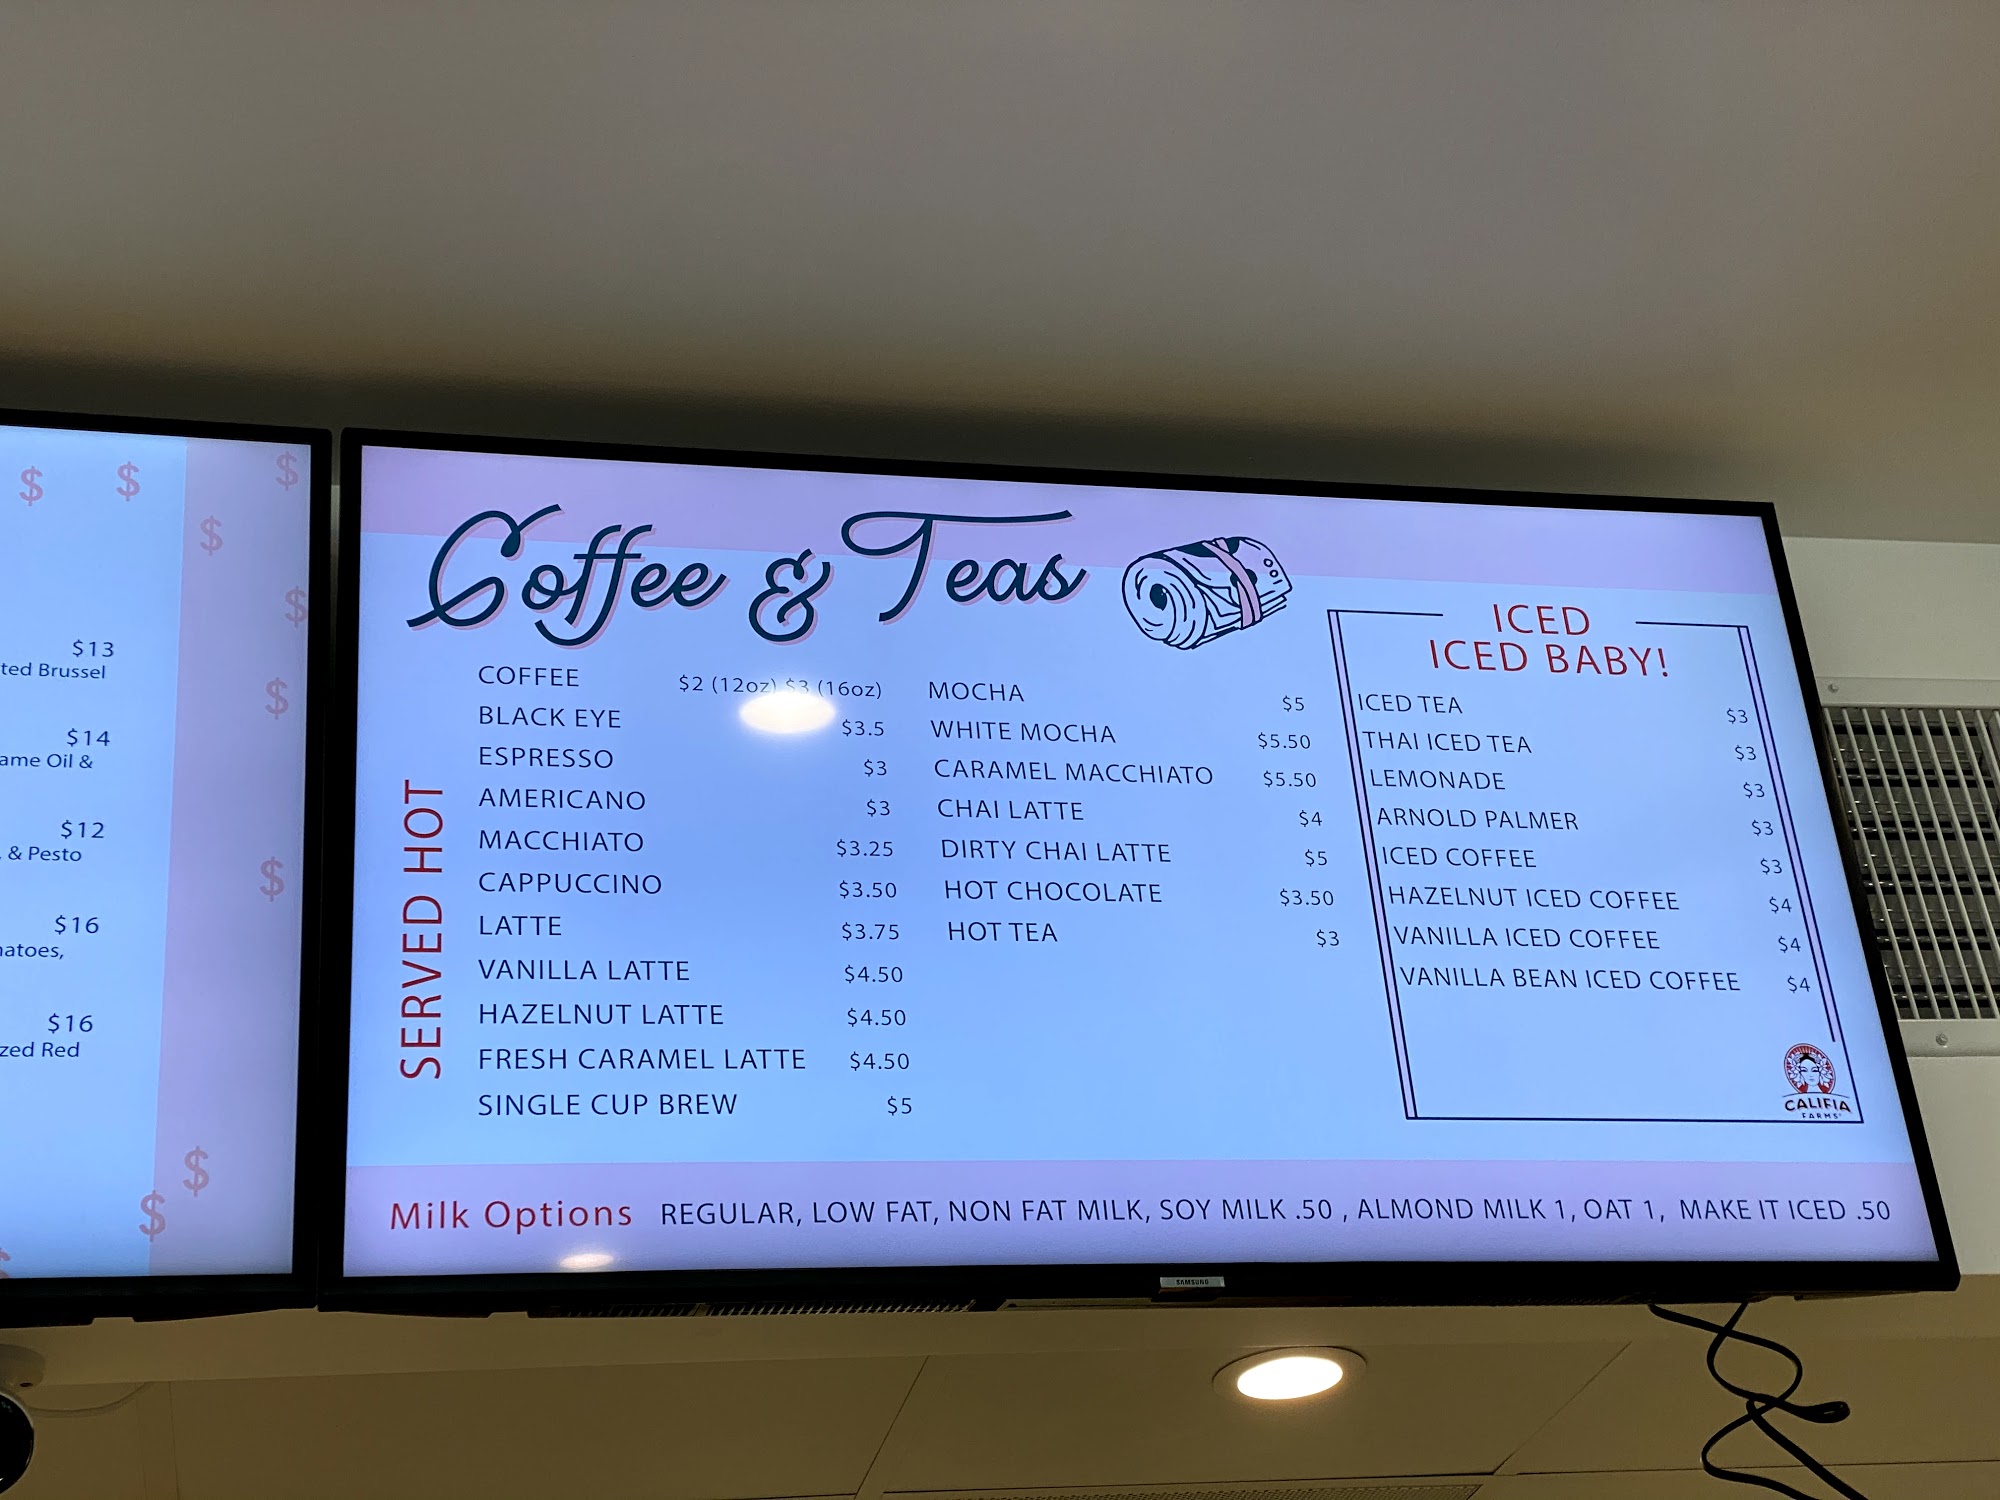 $ $ $
$
$
$13
ted Brussel
$
$14
ame Oil &
$12
, & Pesto
$
$16
natoes,
$16
zed Red
$
$
Coffee & Teas
SERVED HOT
COFFEE $2 (12oz) $3 (16oz)
BLACK EYE $3.5
ESPRESSO $3
AMERICANO $3
MACCHIATO $3.25
CAPPUCCINO $3.50
LATTE $3.75
VANILLA LATTE $4.50
HAZELNUT LATTE $4.50
FRESH CARAMEL LATTE $4.50
SINGLE CUP BREW $5
MOCHA $5
WHITE MOCHA $5.50
CARAMEL MACCHIATO $5.50
CHAI LATTE $4
DIRTY CHAI LATTE $5
HOT CHOCOLATE $3.50
HOT TEA $3
ICED
ICED BABY!
ICED TEA $3
THAI ICED TEA $3
LEMONADE $3
ARNOLD PALMER $3
ICED COFFEE $3
HAZELNUT ICED COFFEE $4
VANILLA ICED COFFEE $4
VANILLA BEAN ICED COFFEE $4
CALIFIA
FARMS
Milk Options REGULAR, LOW FAT, NON FAT MILK, SOY MILK .50 , ALMOND MILK 1, OAT 1, MAKE IT ICED .50
SAMSUNG